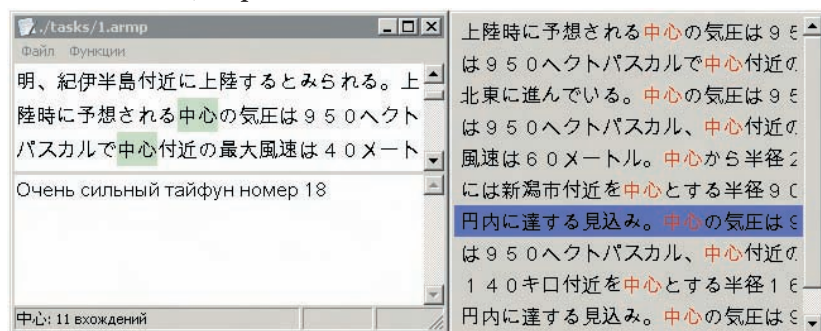 ./tasks/1.armp
Файл Функции
明、紀伊半島付近に上陸するとみられる。上
陸時に予想される中心の気圧は９５０ヘクト
パスカルで中心付近の最大風速は４０メート
Очень сильный тайфун номер 18
中心: 11 вхождений
上陸時に予想される中心の気圧は９５
は９５０ヘクトパスカルで中心付近の
北東に進んでいる。中心の気圧は９５
は９５０ヘクトパスカル、中心付近の
風速は６０メートル。中心から半径２
には新潟市付近を中心とする半径９０
円内に達する見込み。中心の気圧は９
は９５０ヘクトパスカル、中心付近の
１４０キロ付近を中心とする半径１６
円内に達する見込み。中心の気圧は９